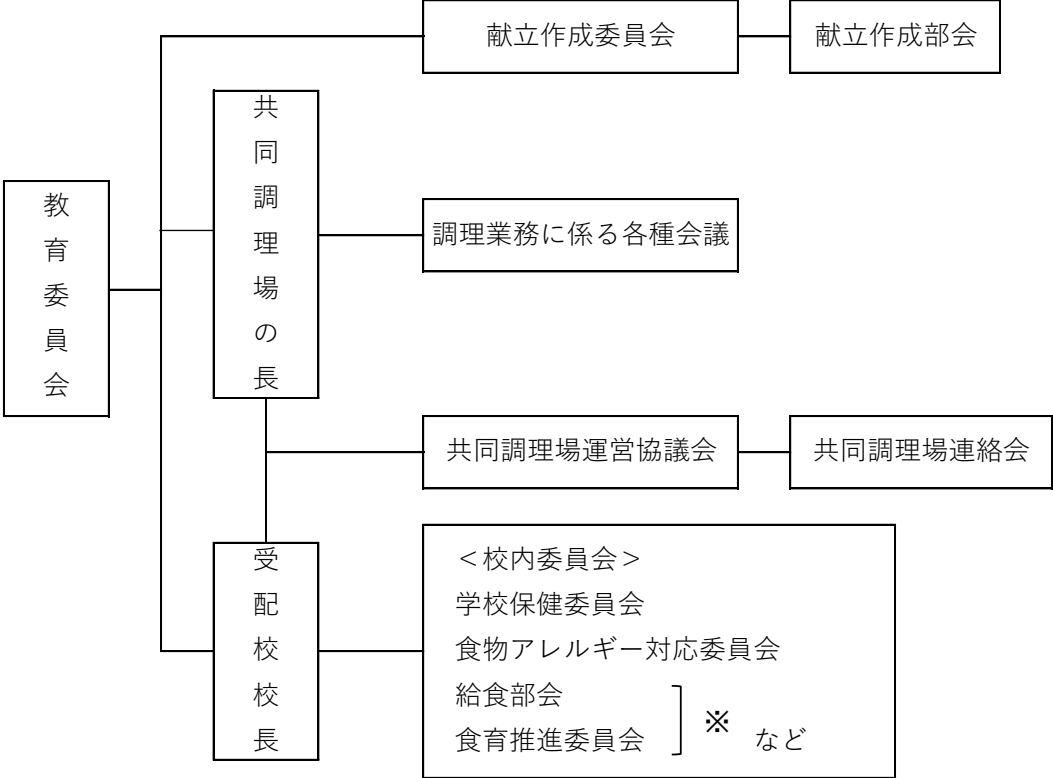 献立作成委員会
献立作成部会
共同調理場の長
教育委員会
調理業務に係る各種会議
共同調理場運営協議会
共同調理場連絡会
受配校校長
＜校内委員会＞
学校保健委員会
食物アレルギー対応委員会
給食部会
食育推進委員会
※
など